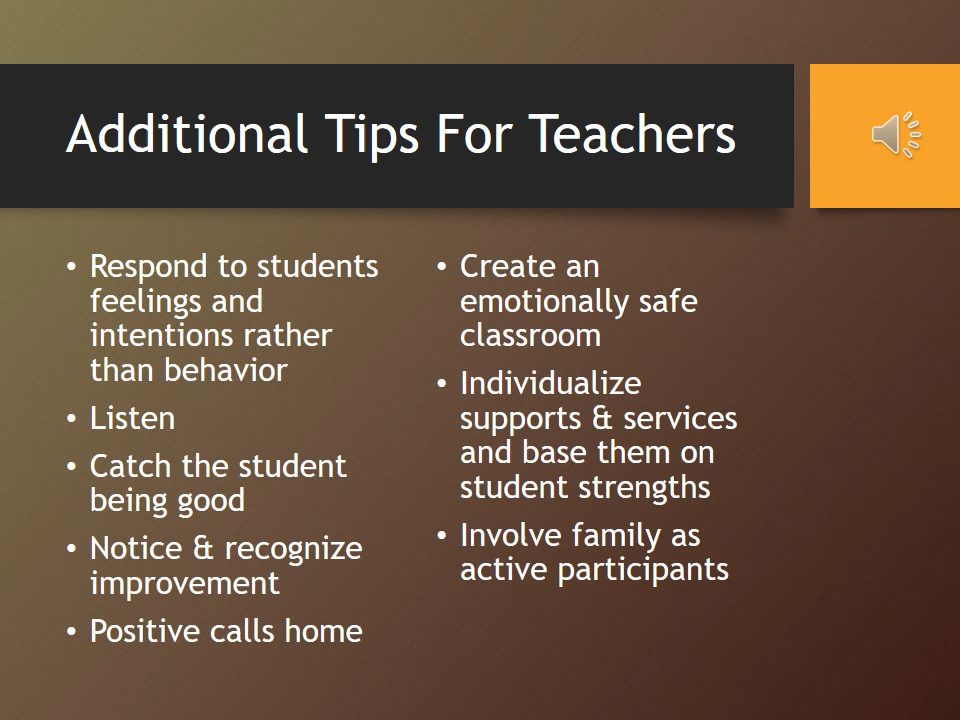 Additional Tips For Teachers
• Respond to students
feelings and
intentions rather
than behavior
• Listen
• Catch the student
being good
• Notice & recognize
improvement
• Positive calls home
• Create an
emotionally safe
classroom
• Individualize
supports & services
and base them on
student strengths
• Involve family as
active participants